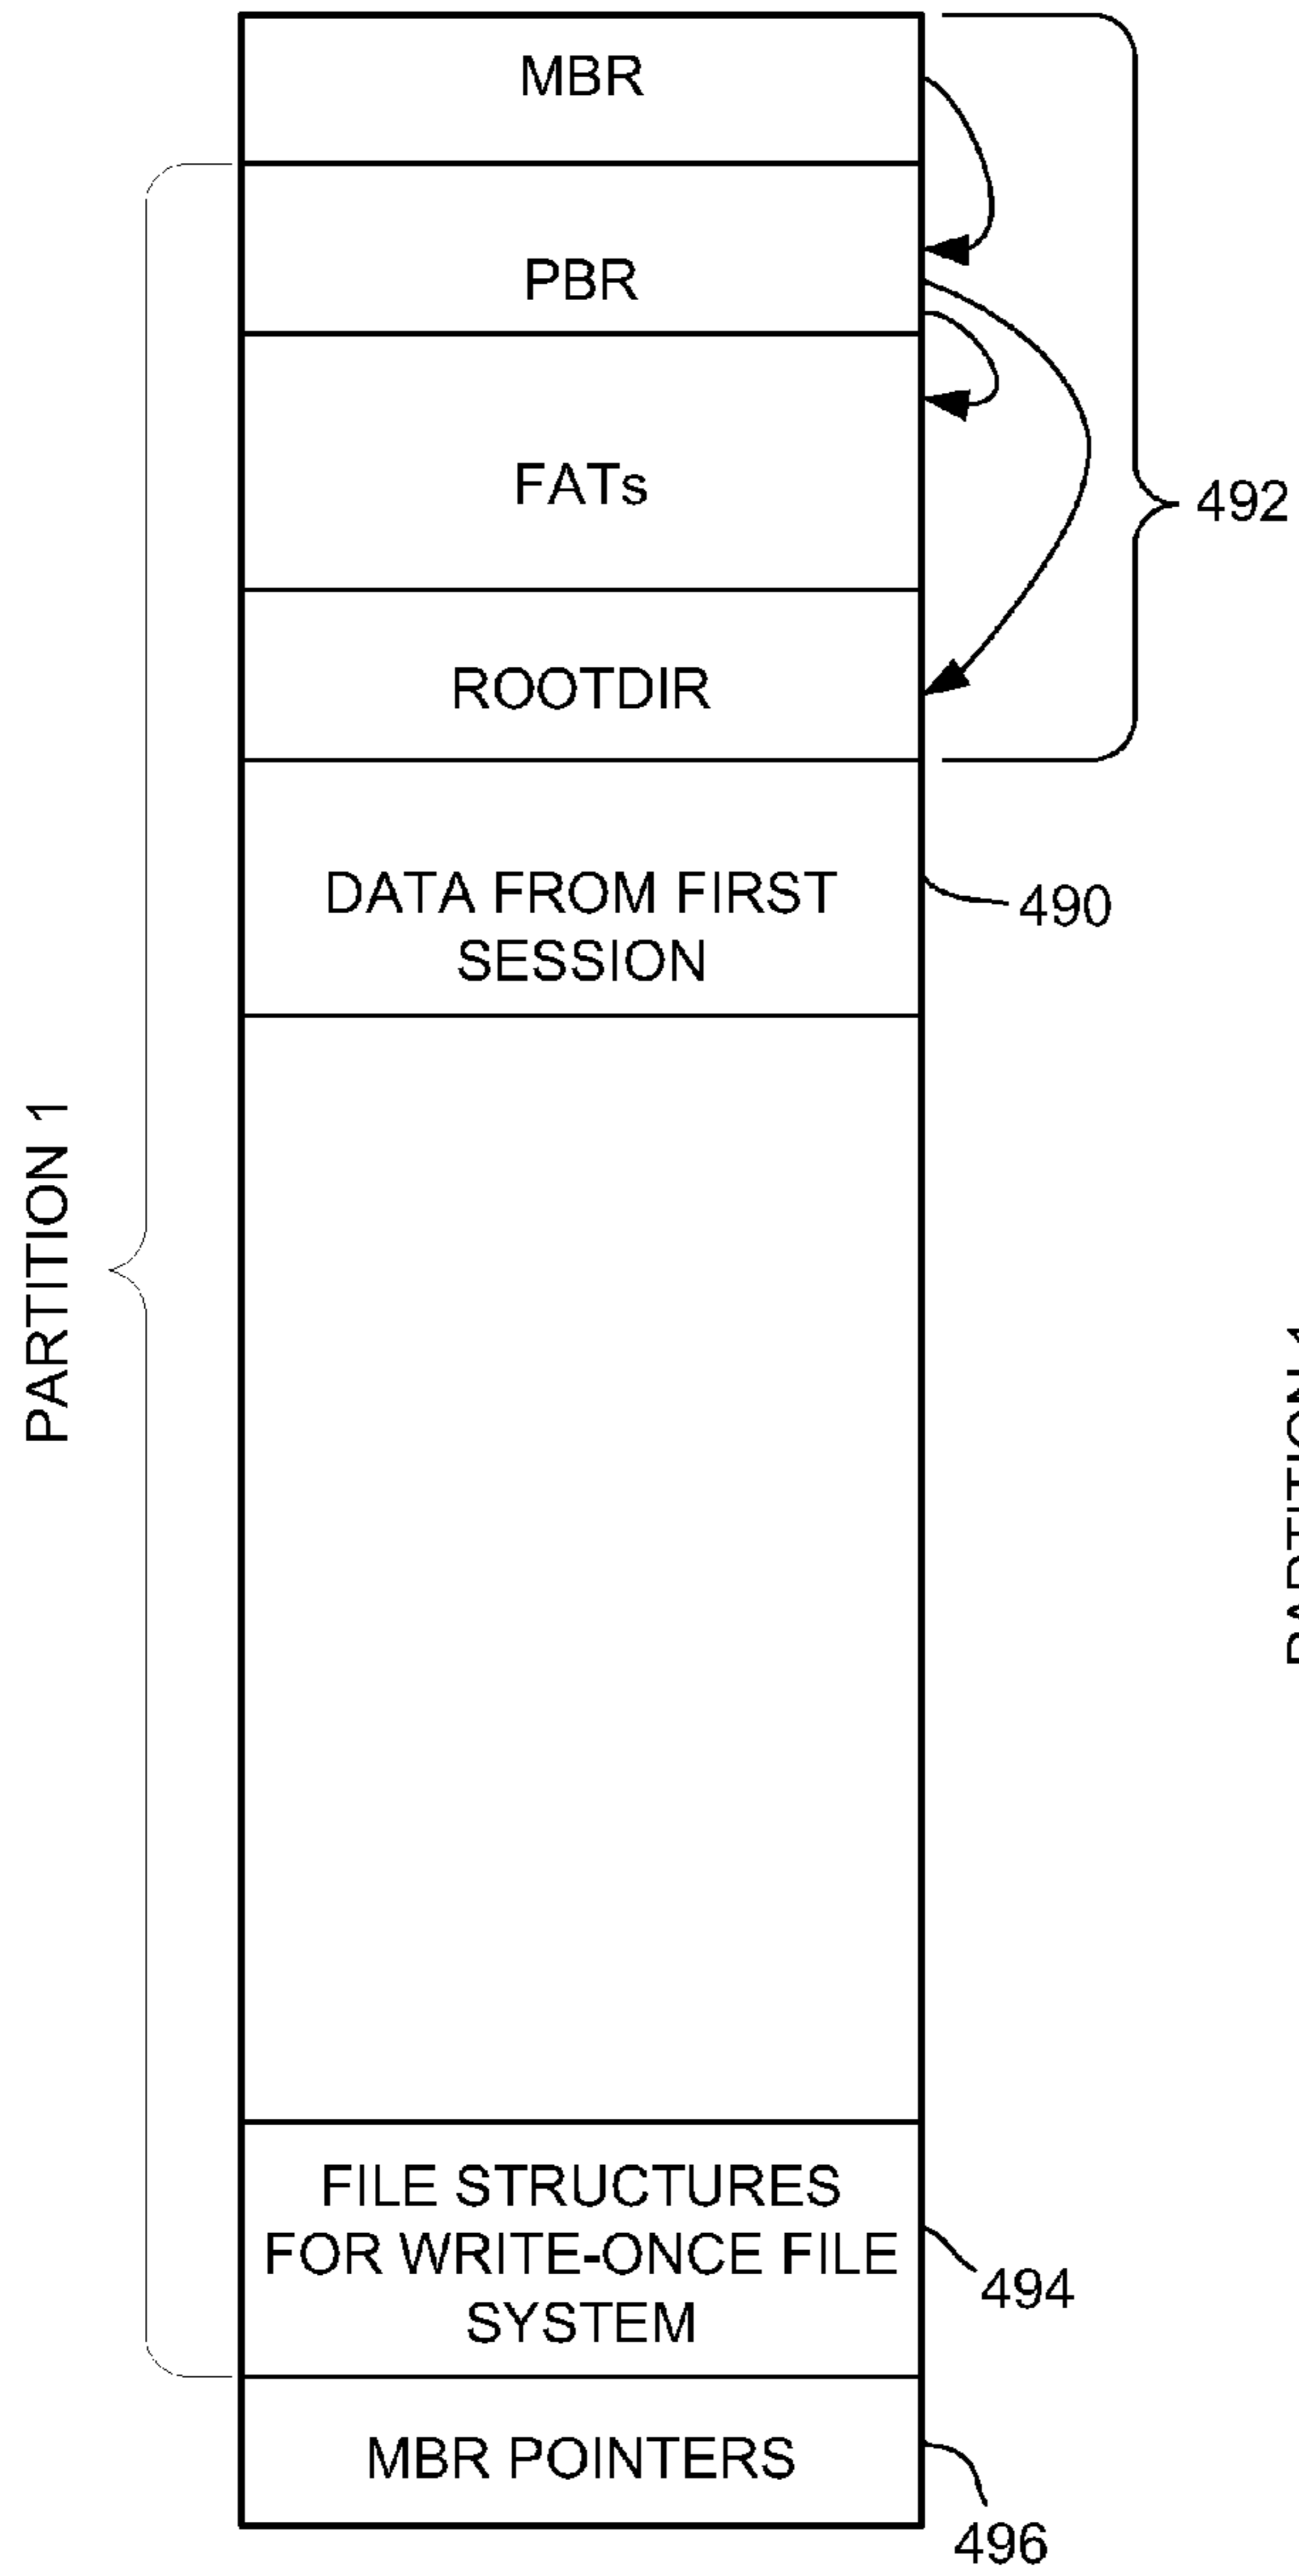 MBR
PBR
FATs
492
ROOTDIR
DATA FROM FIRST
SESSION
490
PARTITION 1
FILE STRUCTURES
FOR WRITE-ONCE FILE
SYSTEM
494
MBR POINTERS
496